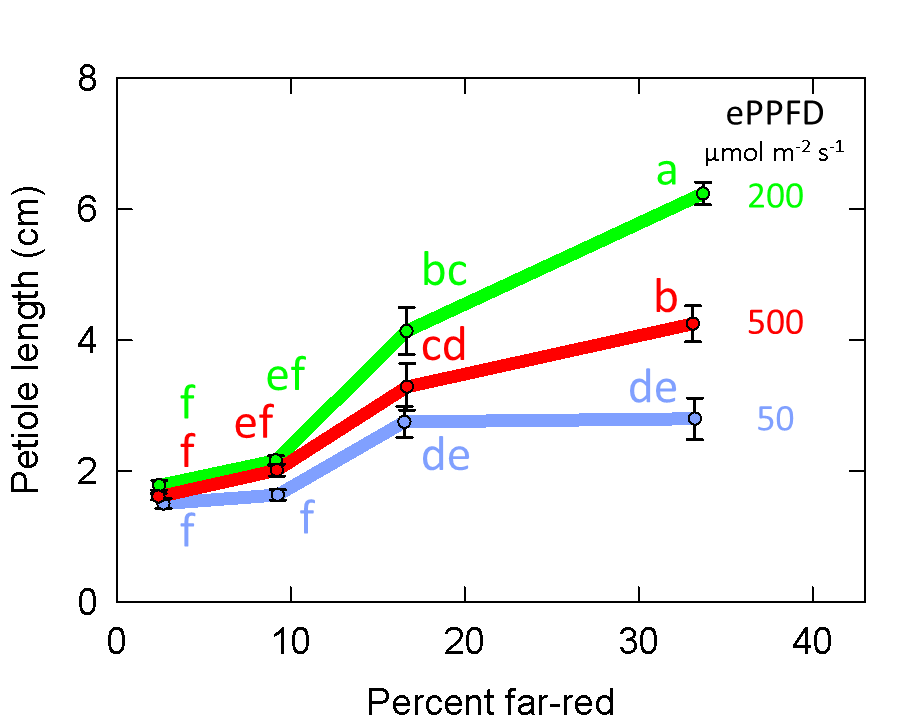 8
ePPFD
µmol m⁻² s⁻¹
a
200
6
bc
b
500
4
cd
ef
f
de
50
ef
f
de
2
f
f
0
0 10 20 30 40
Petiole length (cm)
Percent far-red